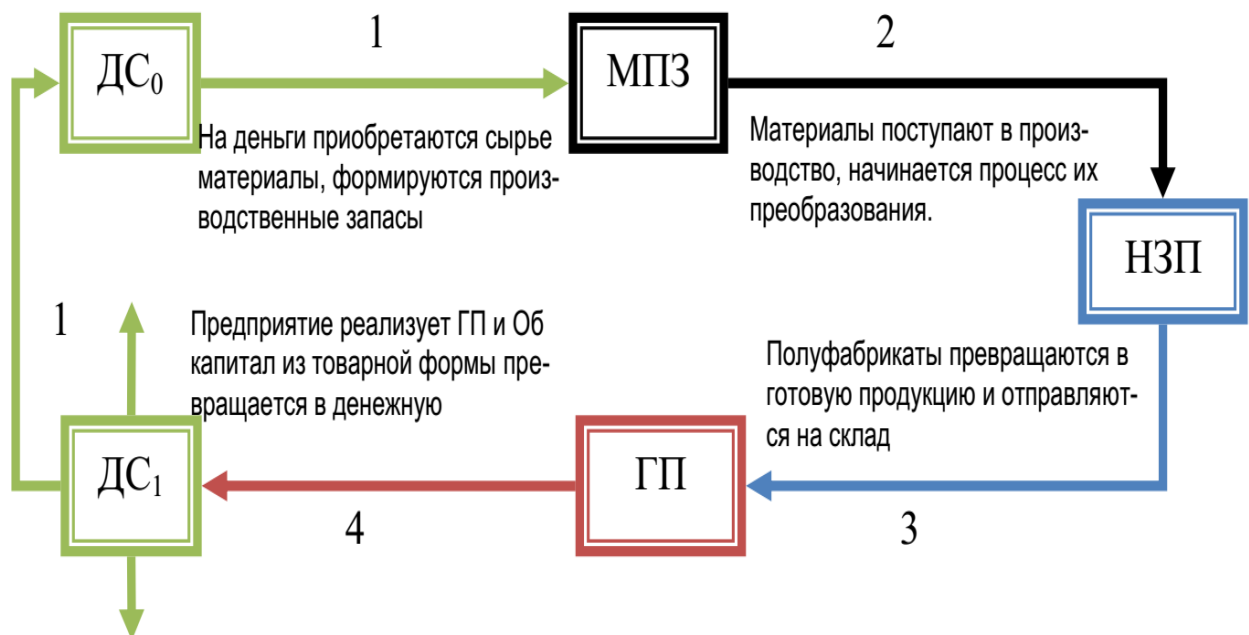 1
2
ДС₀
МПЗ
На деньги приобретаются сырье
материалы, формируются произ-
водственные запасы
Материалы поступают в произ-
водство, начинается процесс их
преобразования.
НЗП
1
Предприятие реализует ГП и Об
капитал из товарной формы пре-
вращается в денежную
Полуфабрикаты превращаются в
готовую продукцию и отправляют-
ся на склад
ДС₁
ГП
4
3